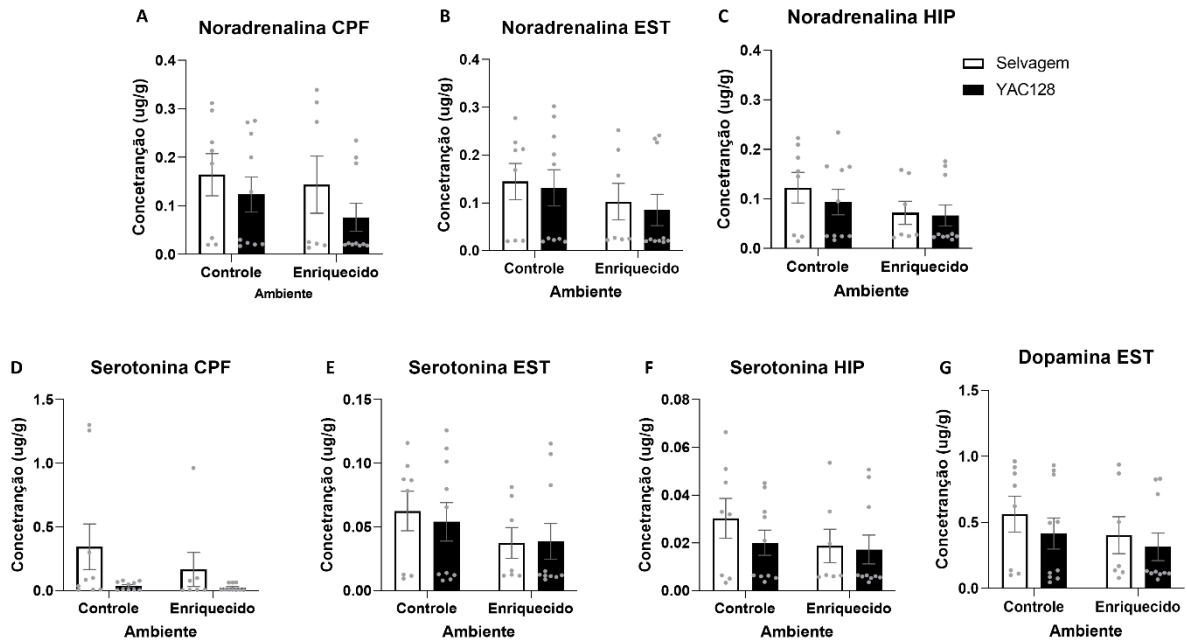 A
Noradrenalina CPF
Concetranção (ug/g)
0.4
0.3
0.2
0.1
0.0
Controle
Enriquecido
Ambiente
B
Noradrenalina EST
Concetranção (ug/g)
0.4
0.3
0.2
0.1
0.0
Controle
Enriquecido
Ambiente
C
Noradrenalina HIP
Concetranção (ug/g)
0.4
0.3
0.2
0.1
0.0
Controle
Enriquecido
Ambiente
Selvagem
YAC128
D
Serotonina CPF
Concetranção (ug/g)
1.5
1.0
0.5
0.0
Controle
Enriquecido
Ambiente
E
Serotonina EST
Concetranção (ug/g)
0.15
0.10
0.05
0.00
Controle
Enriquecido
Ambiente
F
Serotonina HIP
Concetranção (ug/g)
0.08
0.06
0.04
0.02
0.00
Controle
Enriquecido
Ambiente
G
Dopamina EST
Concetranção (ug/g)
1.5
1.0
0.5
0.0
Controle
Enriquecido
Ambiente